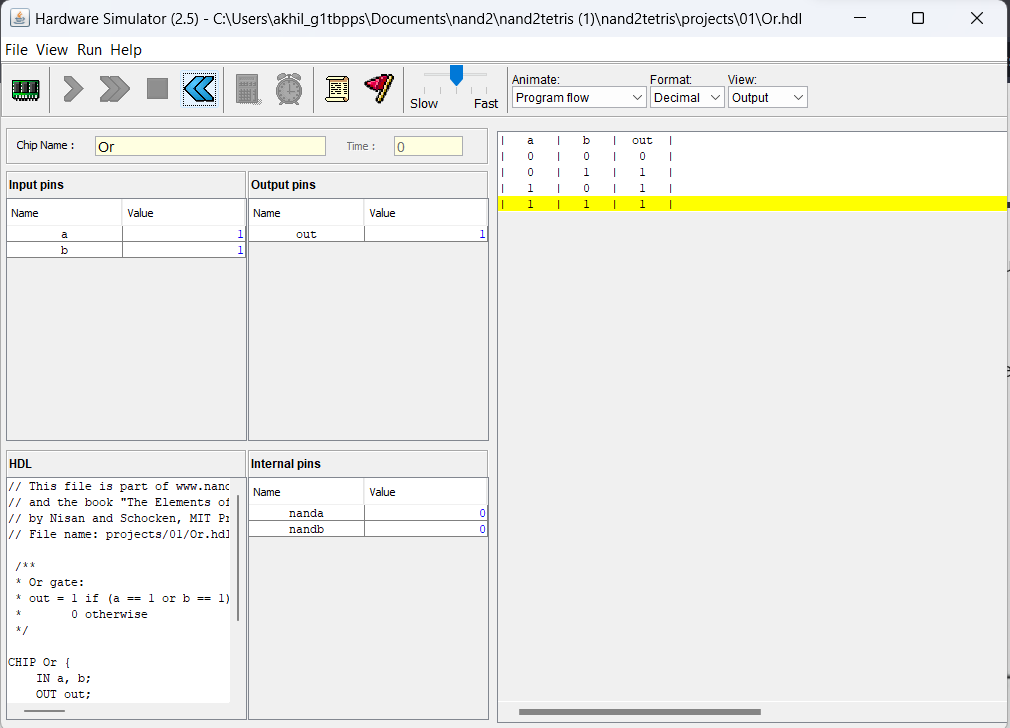 Hardware Simulator (2.5) - C:\Users\akhil_g1tbpps\Documents\nand2\nand2tetris (1)\nand2tetris\projects\01\Or.hdl
File View Run Help
Slow Fast
Animate: Format: View:
Program flow Decimal Output
Chip Name : Or Time : 0
Input pins Output pins
Name Value Name Value
a 1 out 1
b 1
| a | b | out |
| 0 | 0 | 0 |
| 0 | 1 | 1 |
| 1 | 0 | 1 |
| 1 | 1 | 1 |
HDL
// This file is part of www.nand
// and the book "The Elements of
// by Nisan and Schocken, MIT Pr
// File name: projects/01/Or.hdl
/**
* Or gate:
* out = 1 if (a == 1 or b == 1)
* 0 otherwise
*/
CHIP Or {
IN a, b;
OUT out;
Internal pins
Name Value
nanda 0
nandb 0